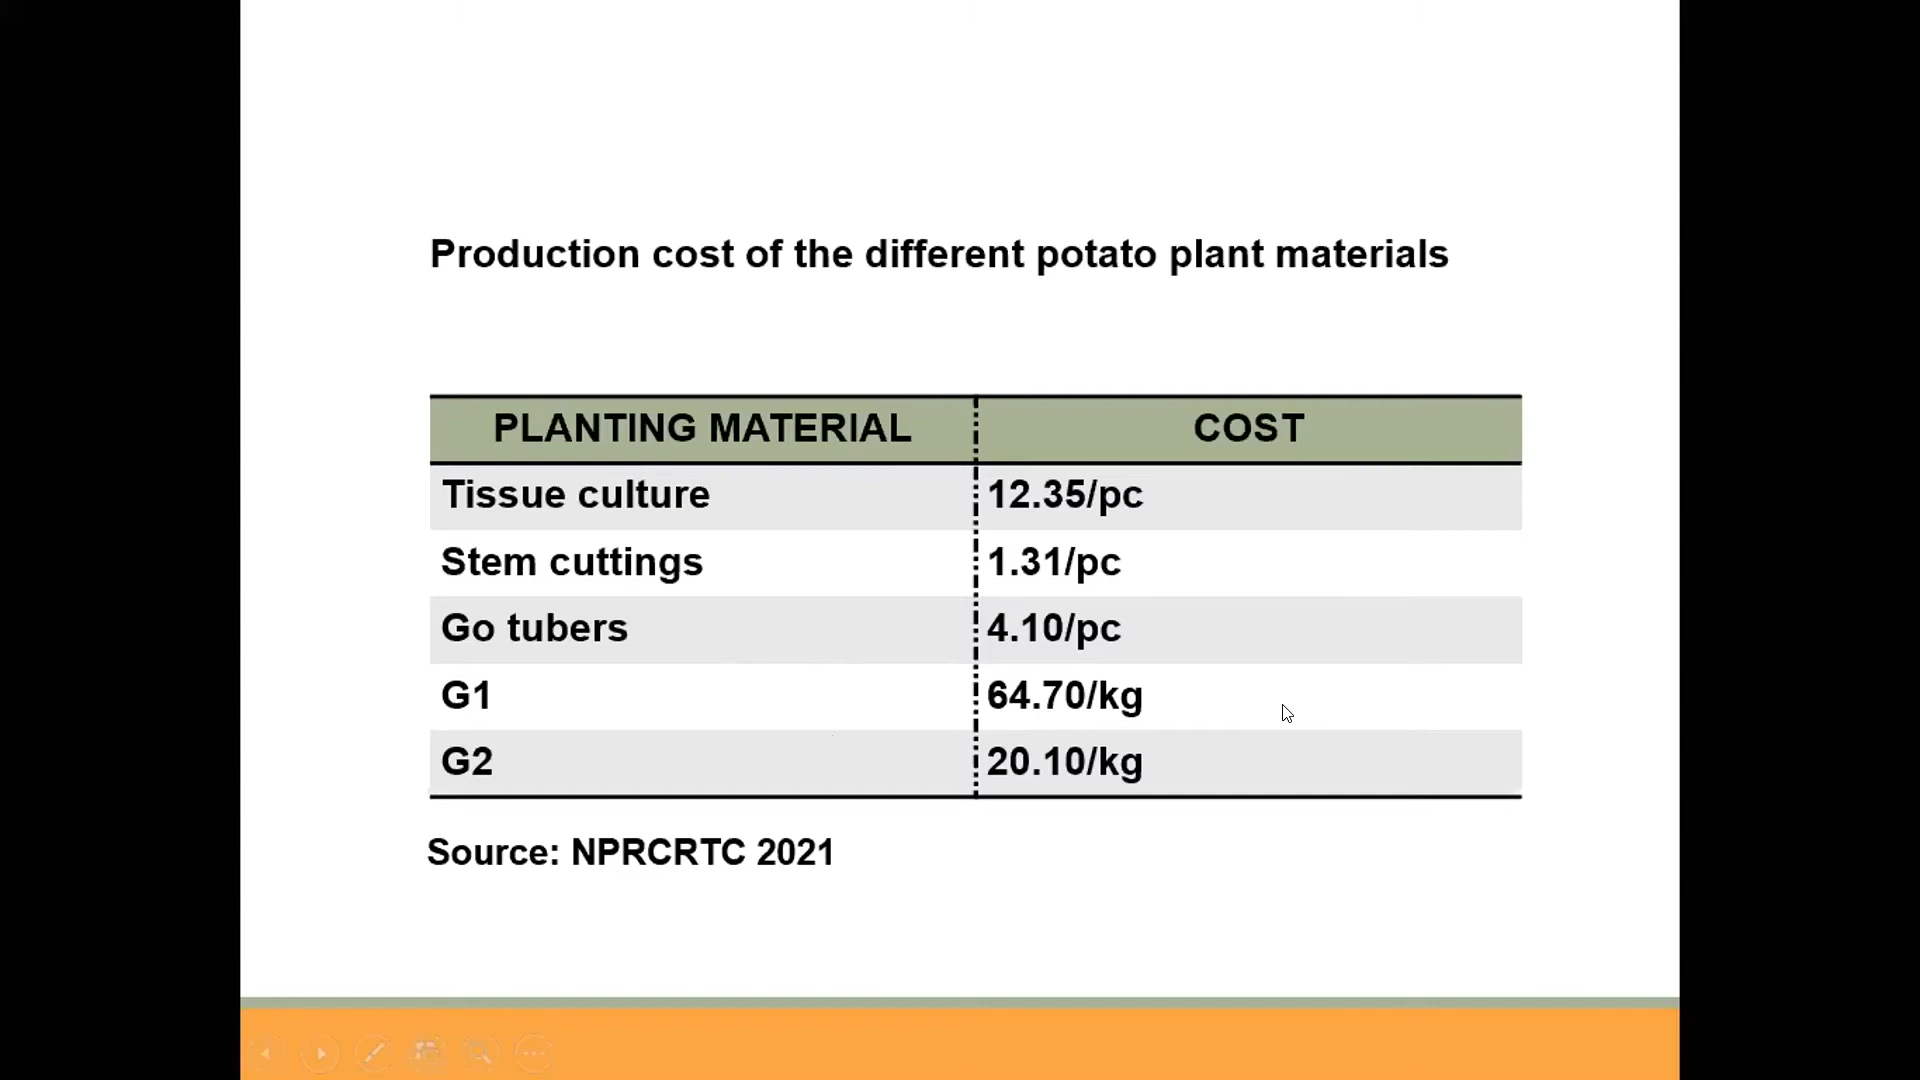 Production cost of the different potato plant materials
PLANTING MATERIAL COST
Tissue culture 12.35/pc
Stem cuttings 1.31/pc
Go tubers 4.10/pc
G1 64.70/kg
G2 20.10/kg
Source: NPRCRTC 2021